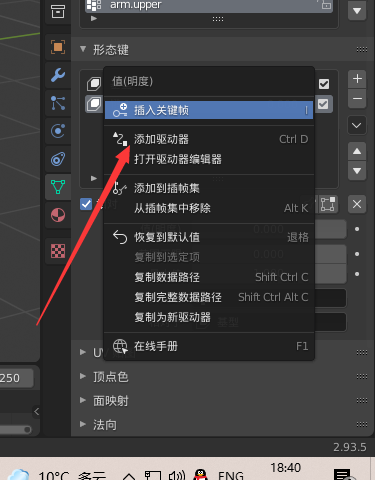 arm.upper
形态键
值(明度)
插入关键帧 I
添加驱动器 Ctrl D
打开驱动器编辑器
添加到插帧集
从插帧集中移除 Alt K
恢复到默认值 退格
复制到选定项
复制数据路径 Shift Ctrl C
复制完整数据路径 Shift Ctrl Alt C
复制为新驱动器
在线手册 F1
顶点色
250
面映射
法向
2.93.5
10°C 多云 ENG 18:40